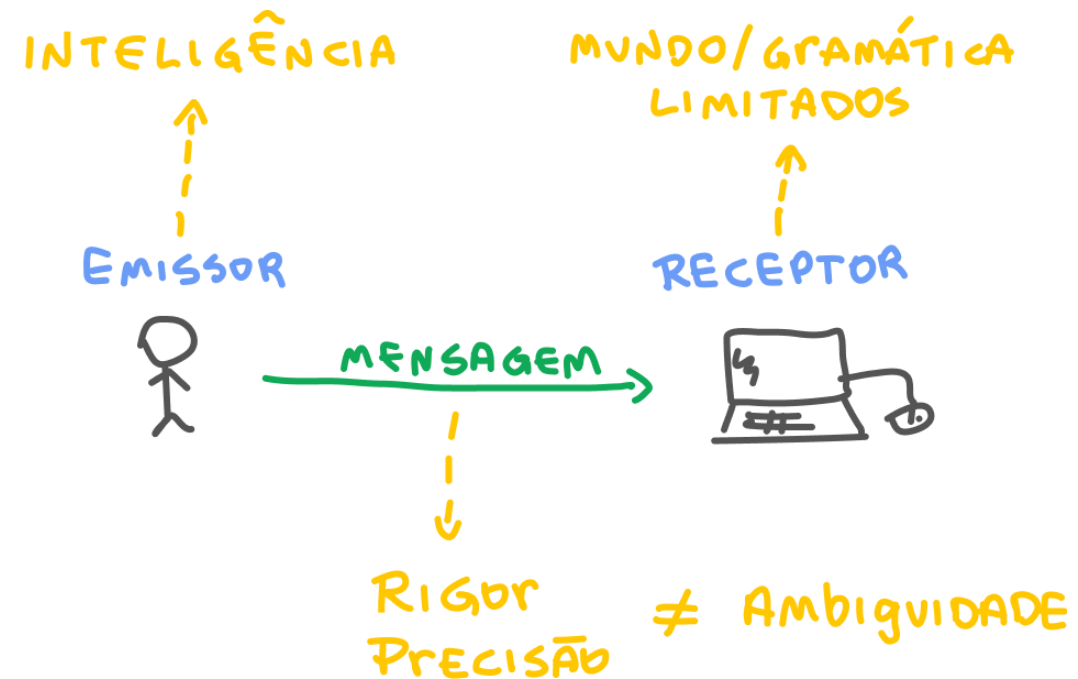 INTELIGÊNCIA
MUNDO/GRAMÁTICA
LIMITADOS
EMISSOR
RECEPTOR
MENSAGEM
RIGOR
PRECISÃO
≠ AMBIGUIDADE